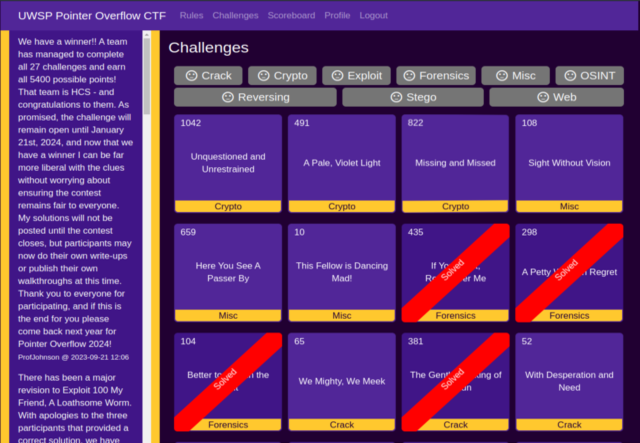 UWSP Pointer Overflow CTF Rules Challenges Scoreboard Profile Logout
We have a winner!! A team
has managed to complete
all 27 challenges and earn
all 5400 possible points!
That team is HCS - and
congratulations to them. As
promised, the challenge will
remain open until January
21st, 2024, and now that we
have a winner I can be far
more liberal with the clues
without worrying about
ensuring the contest
remains fair to everyone.
My solutions will not be
posted until the contest
closes, but participants may
now do their own write-ups
or publish their own
walkthroughs at this time.
Thank you to everyone for
participating, and if this is
the end for you please
come back next year for
Pointer Overflow 2024!
ProfJohnson @ 2023-09-21 12:06
There has been a major
revision to Exploit 100 My
Friend, A Loathsome Worm.
With apologies to the three
participants that provided a
correct solution, we have
Challenges
Crack Crypto Exploit Forensics Misc OSINT
Reversing Stego Web
1042
Unquestioned and
Unrestrained
Crypto
491
A Pale, Violet Light
Crypto
822
Missing and Missed
Crypto
108
Sight Without Vision
Misc
659
Here You See A
Passer By
Misc
10
This Fellow is Dancing
Mad!
Misc
435
Solved
Me
Forensics
298
A Petty
Regret
Solved
Forensics
104
Better
the
Solved
Forensics
65
We Mighty, We Meek
Crack
381
The
of
Solved
Crack
52
With Desperation and
Need
Crack